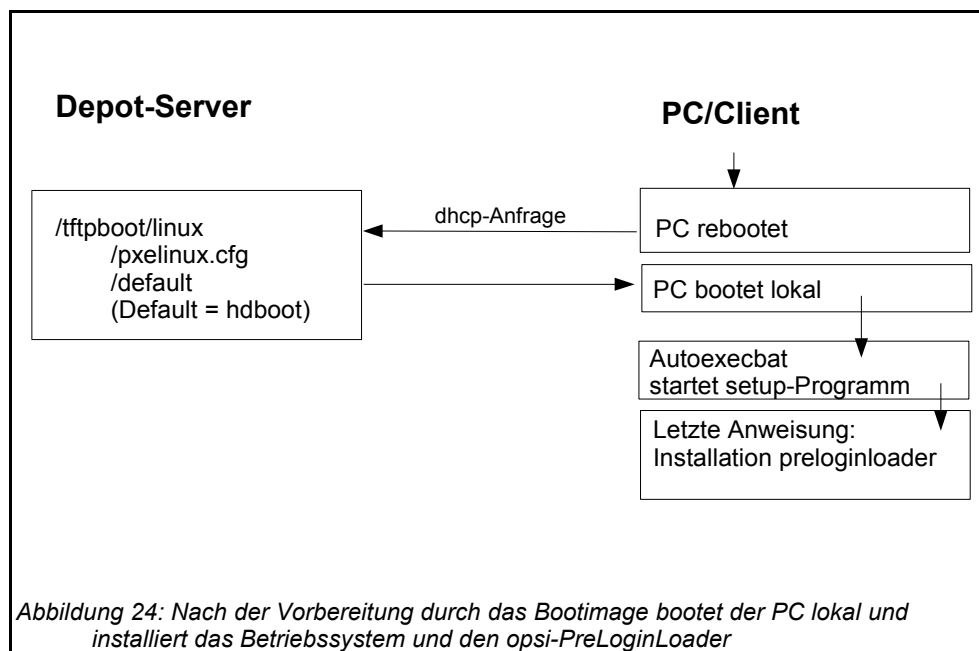 Depot-Server
PC/Client
/tftpboot/linux
/pxelinux.cfg
/default
(Default = hdboot)
dhcp-Anfrage
PC rebootet
PC bootet lokal
Autoexecbat
startet setup-Programm
Letzte Anweisung:
Installation preloginloader
Abbildung 24: Nach der Vorbereitung durch das Bootimage bootet der PC lokal und
installiert das Betriebssystem und den opsi-PreLoginLoader